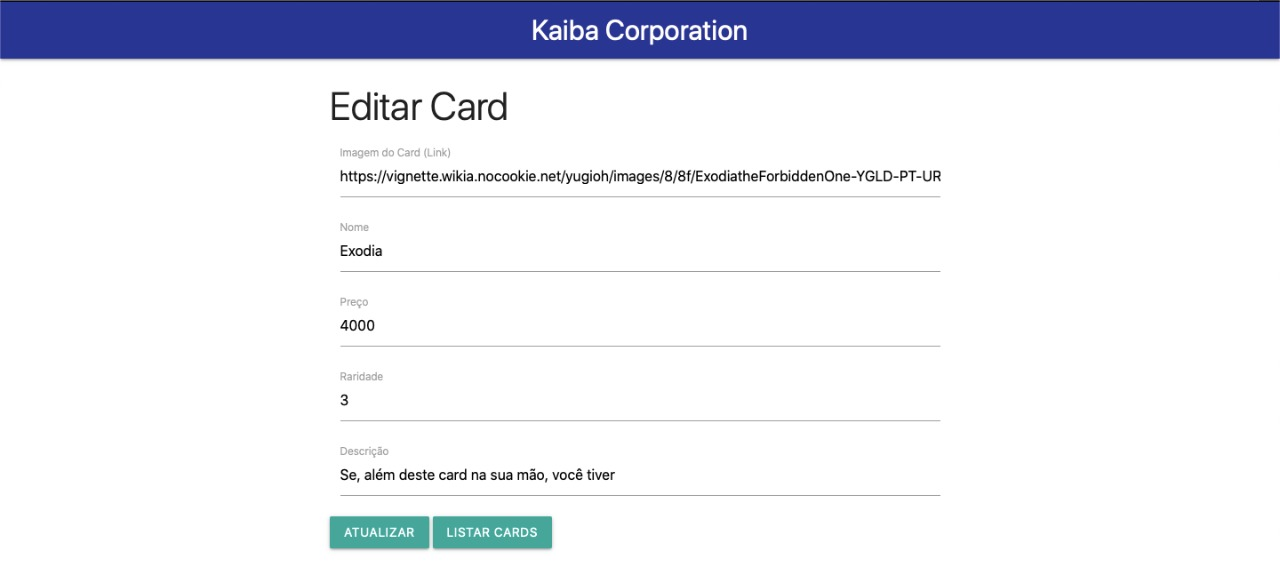 Kaiba Corporation
Editar Card
Imagem do Card (Link)
https://vignette.wikia.nocookie.net/yugioh/images/8/8f/ExodiatheForbiddenOne-YGLD-PT-UR
Nome
Exodia
Preço
4000
Raridade
3
Descrição
Se, além deste card na sua mão, você tiver
ATUALIZAR LISTAR CARDS